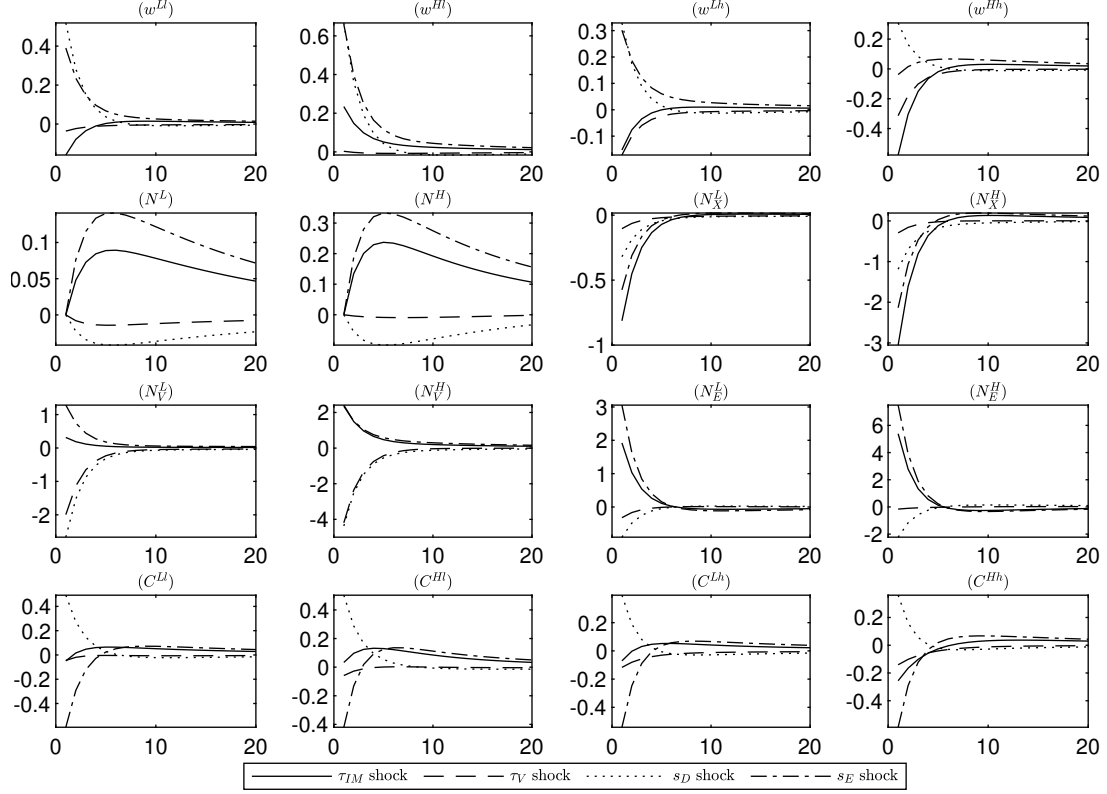 (w^{Ll}) (w^{Hl}) (w^{Lh}) (w^{Hh})
0.4 0.6 0.3 0.2
0.2 0.4 0.2 0
0 0.2 0.1 -0.2
0 0 -0.4
-0.1
0 10 20 0 10 20 0 10 20 0 10 20
(N^L) (N^H) (N_X^L) (N_X^H)
0.1 0.3 0 0
0.05 0.2 -0.5 -1
0 0.1 -1 -2
0 -3
0 10 20 0 10 20 0 10 20 0 10 20
(N_V^L) (N_V^H) (N_E^L) (N_E^H)
1 2 3 6
0 0 2 4
-1 -2 1 2
-2 -4 0 0
-2
0 10 20 0 10 20 0 10 20 0 10 20
(C^{Ll}) (C^{Hl}) (C^{Lh}) (C^{Hh})
0.4 0.4 0.4 0.2
0.2 0.2 0.2 0
0 0 0 -0.2
-0.2 -0.2 -0.2 -0.4
-0.4 -0.4 -0.4
0 10 20 0 10 20 0 10 20 0 10 20
τ_{IM} shock τ_V shock s_D shock s_E shock